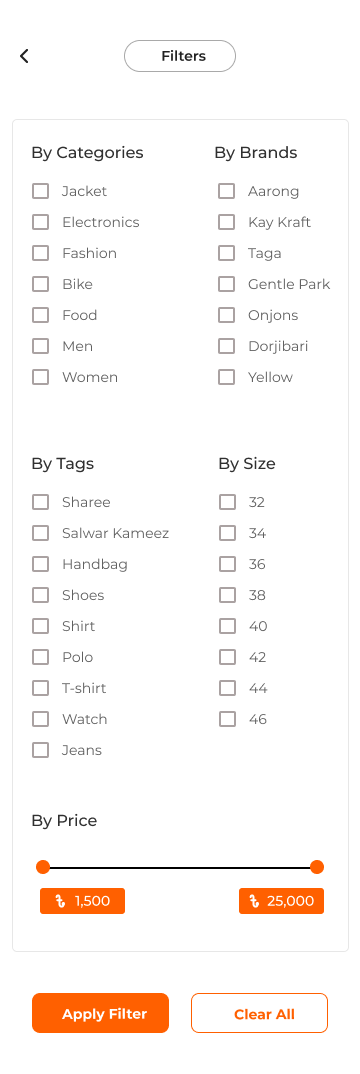 Filters
By Categories
Jacket
Electronics
Fashion
Bike
Food
Men
Women
By Brands
Aarong
Kay Kraft
Taga
Gentle Park
Onjons
Dorjibari
Yellow
By Tags
Sharee
Salwar Kameez
Handbag
Shoes
Shirt
Polo
T-shirt
Watch
Jeans
By Size
32
34
36
38
40
42
44
46
By Price
৳ 1,500
৳ 25,000
Apply Filter
Clear All